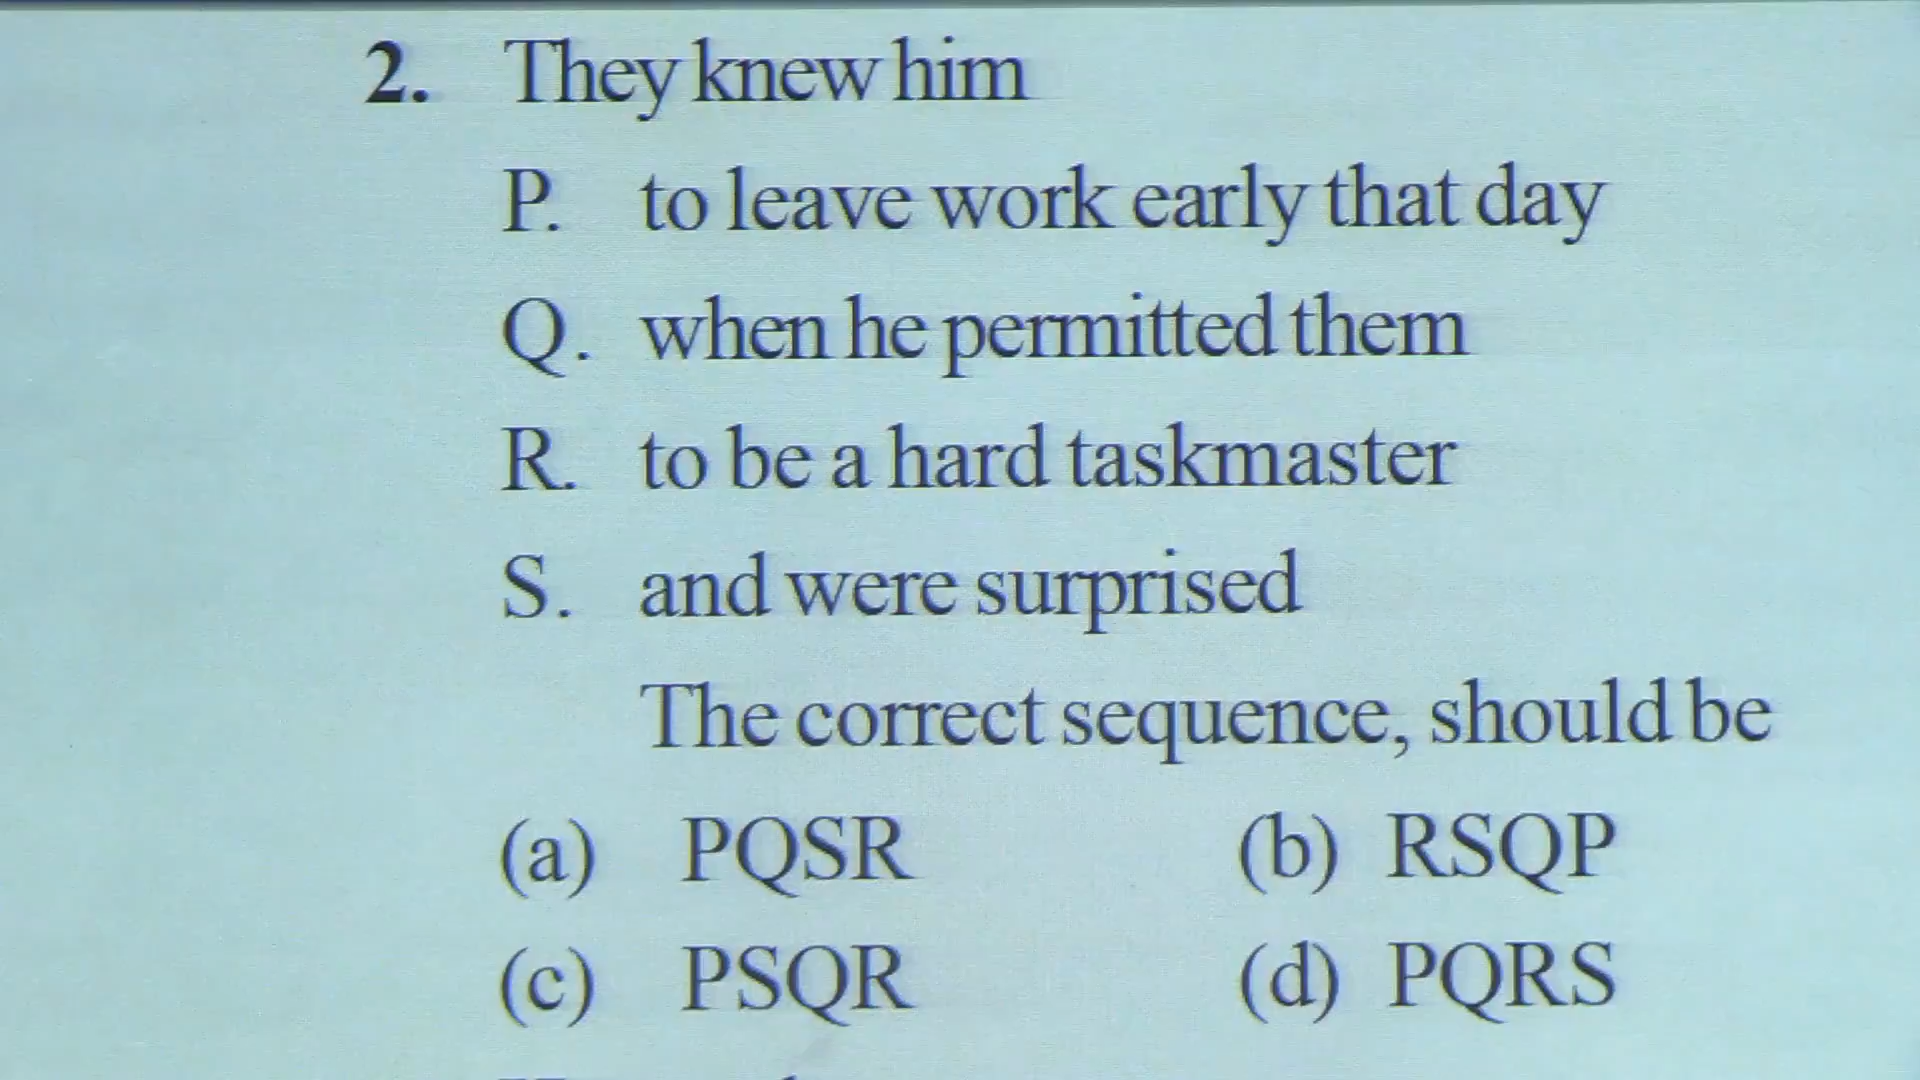 2. They knew him
P. to leave work early that day
Q. when he permitted them
R. to be a hard taskmaster
S. and were surprised
The correct sequence, should be
(a) PQSR (b) RSQP
(c) PSQR (d) PQRS